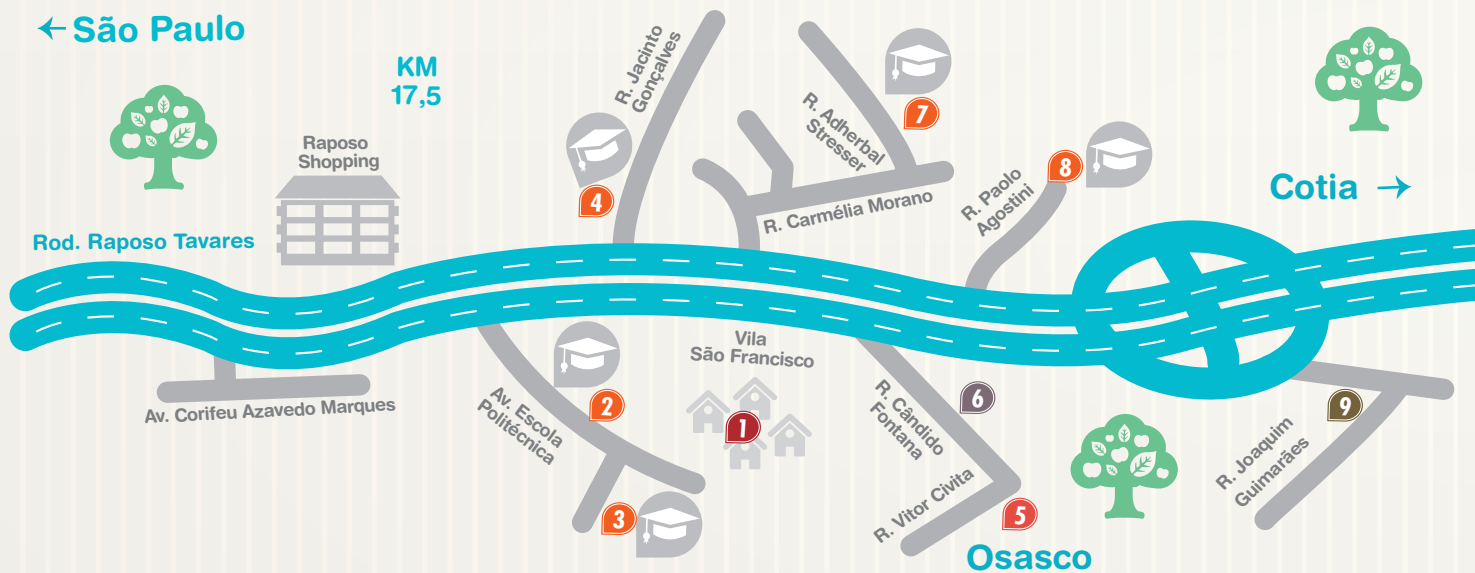 São Paulo
KM
17,5
Raposo
Shopping
Rod. Raposo Tavares
R. Jacinto
Gonçalves
4
R. Adherbal
Stresser
7
R. Carmélia Morano
R. Paolo
Agostini
8
Cotia
Av. Corifeu Azavedo Marques
Av. Escola
Politécnica
2
3
Vila
São Francisco
1
R. Cândido
Fontana
6
R. Vitor Civita
5
Osasco
R. Joaquim
Guimarães
9